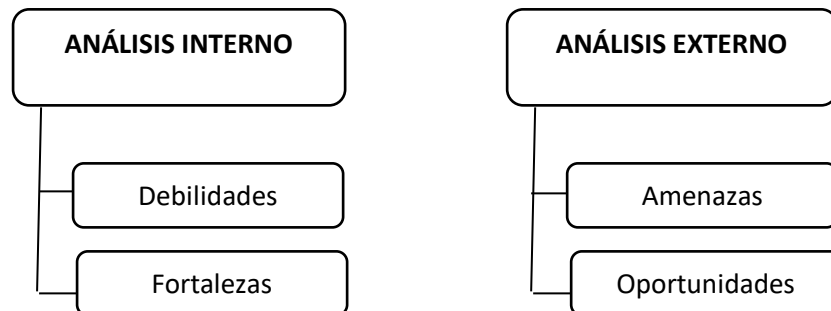 ANÁLISIS INTERNO
Debilidades
Fortalezas
ANÁLISIS EXTERNO
Amenazas
Oportunidades